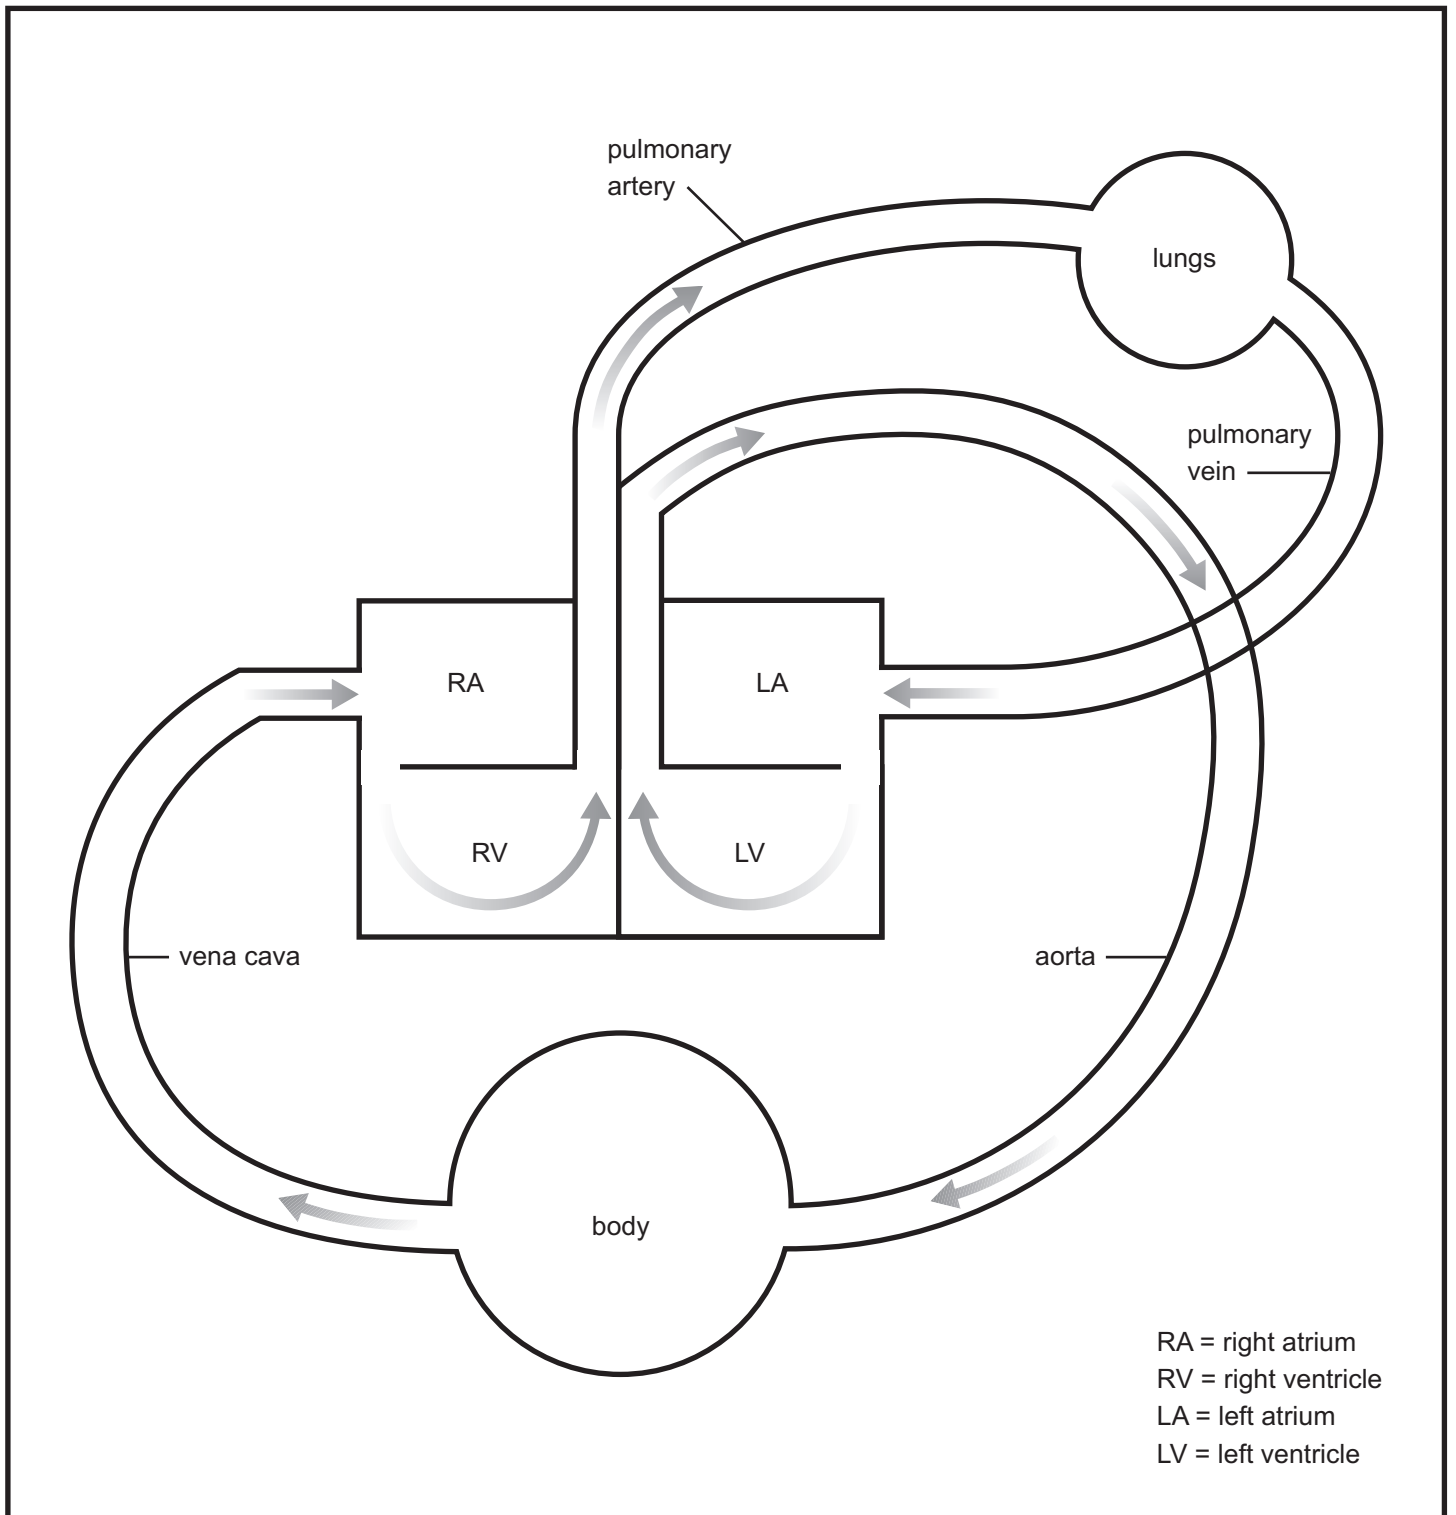 pulmonary
artery
lungs
pulmonary
vein
RA
LA
RV
LV
vena cava
aorta
body
RA = right atrium
RV = right ventricle
LA = left atrium
LV = left ventricle